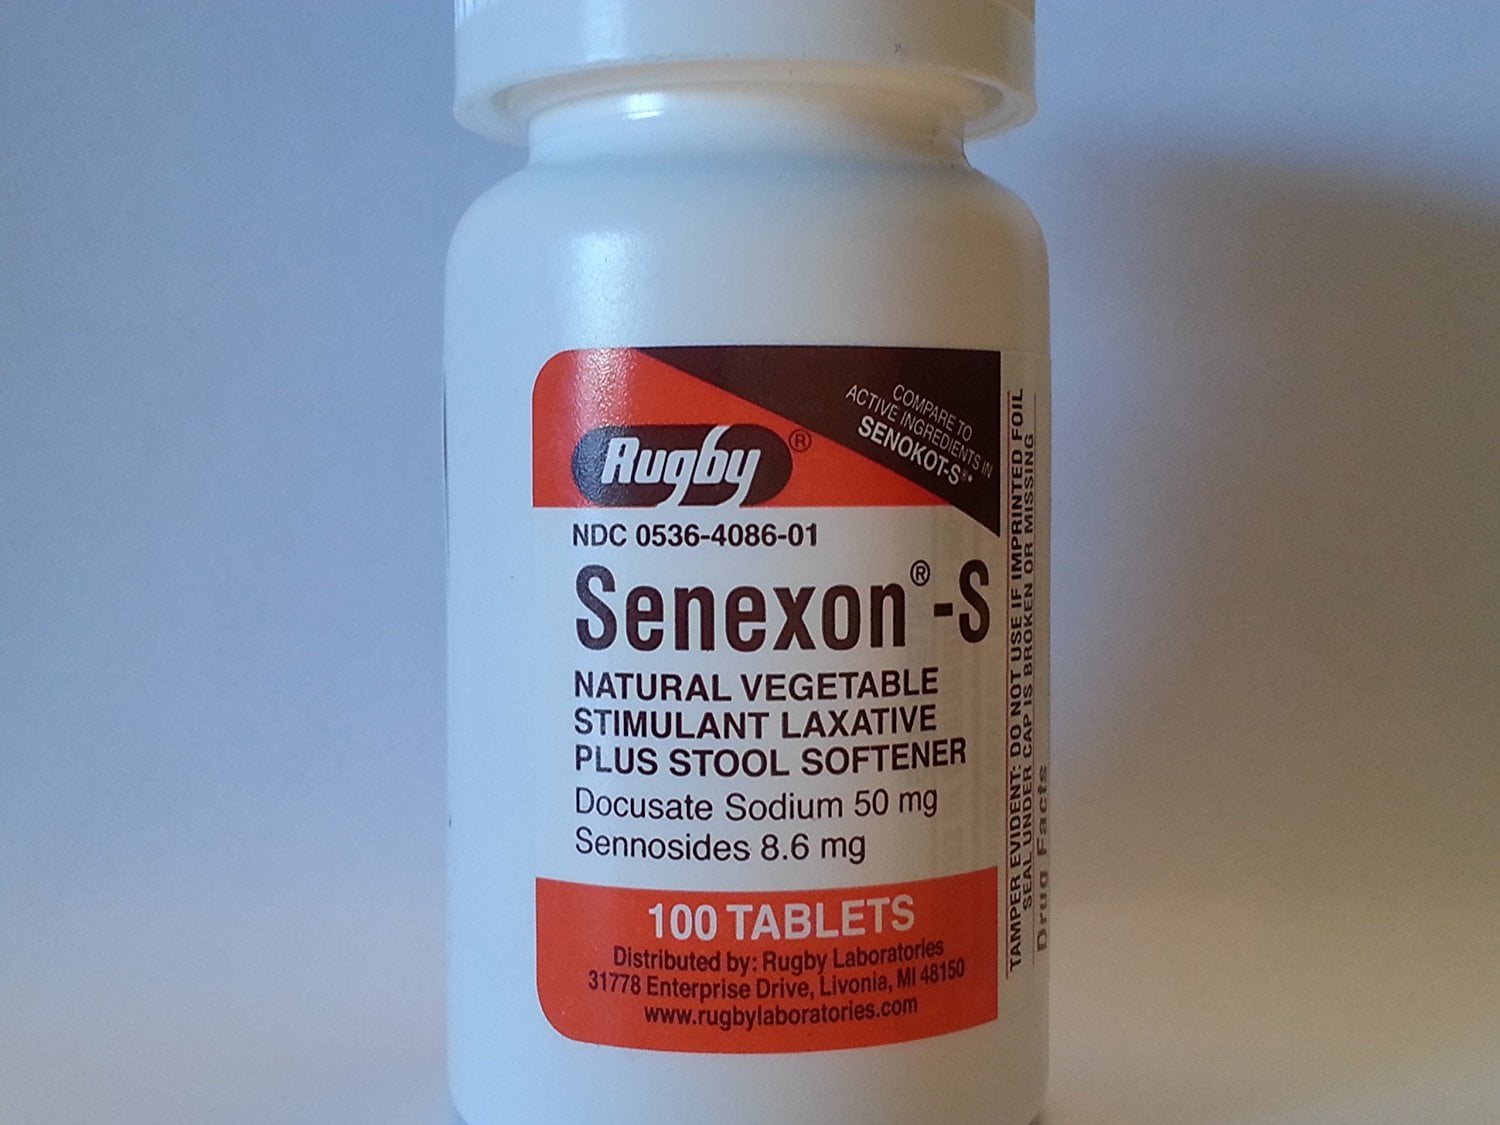 COMPARE TO
ACTIVE INGREDIENTS IN
SENOKOT-S®*
Rugby®
NDC 0536-4086-01
Senexon®-S
NATURAL VEGETABLE
STIMULANT LAXATIVE
PLUS STOOL SOFTENER
Docusate Sodium 50 mg
Sennosides 8.6 mg
100 TABLETS
Distributed by: Rugby Laboratories
31778 Enterprise Drive, Livonia, MI 48150
www.rugbylaboratories.com
TAMPER EVIDENT: DO NOT USE IF IMPRINTED FOIL
SEAL UNDER CAP IS BROKEN OR MISSING
Drug Facts